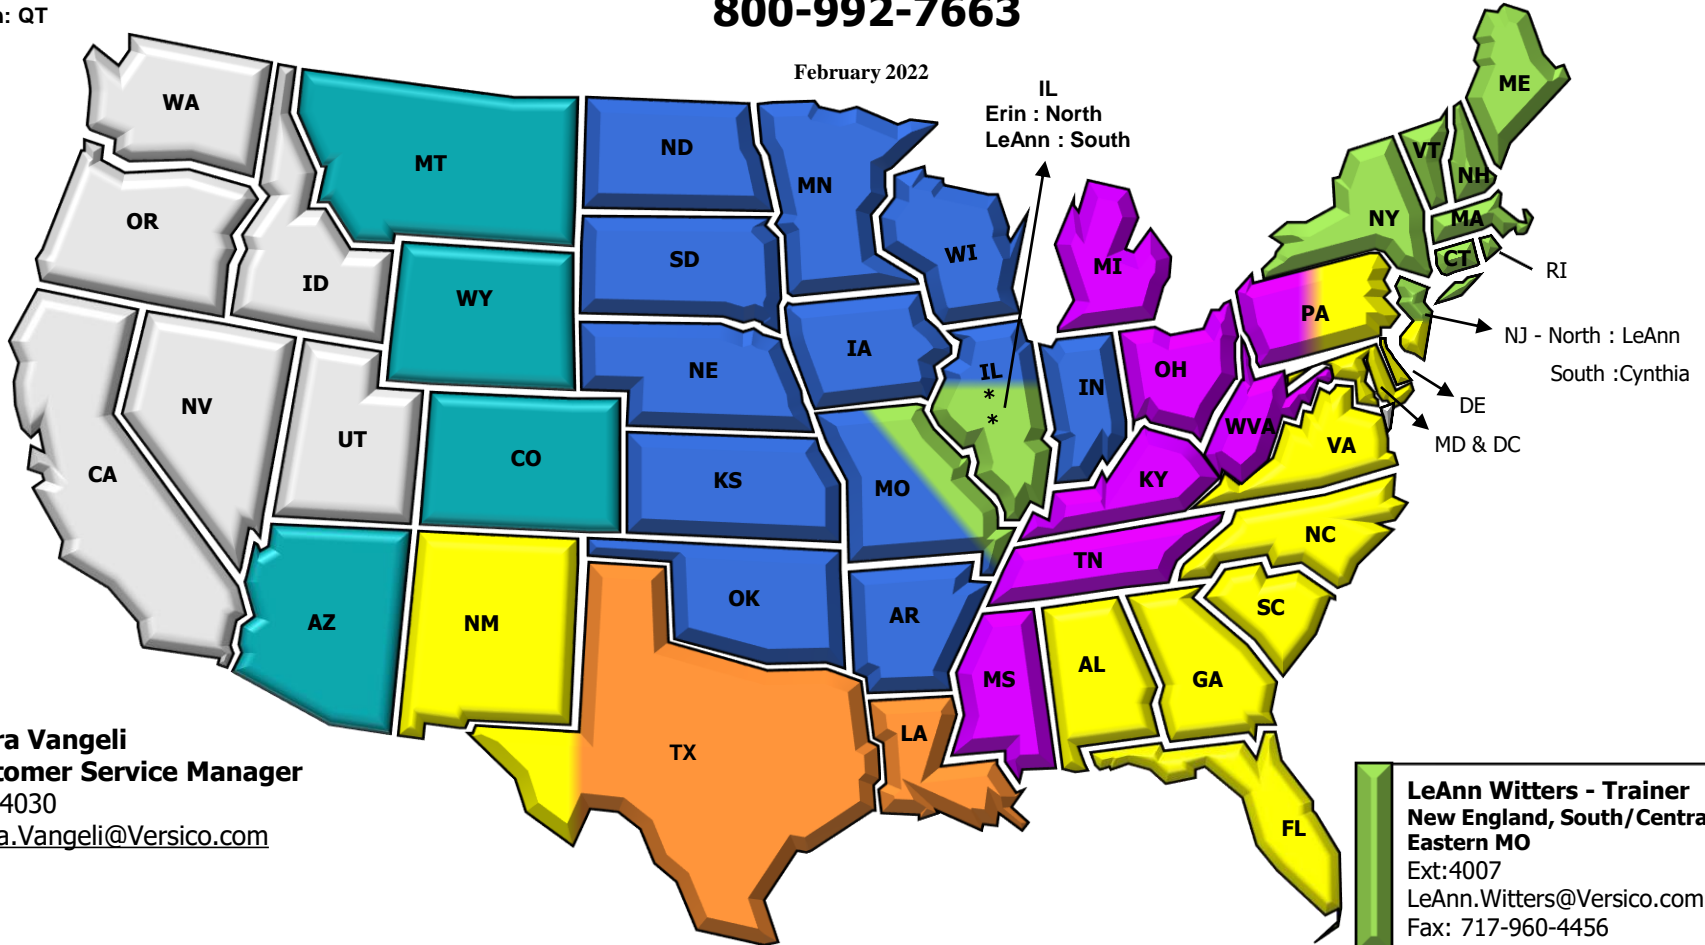 : QT
800-992-7663
February 2022
IL
Erin : North
LeAnn : South
WA
MT
ND
MN
ME
VT
NH
OR
ID
WY
SD
WI
MI
NY
MA
CT
RI
PA
NJ - North : LeAnn
South :Cynthia
NV
UT
CO
NE
IA
IL
*
*
IN
OH
WVA
DE
MD & DC
VA
CA
KS
MO
KY
NC
TN
AZ
NM
OK
AR
SC
MS
AL
GA
TX
LA
FL
Vangeli
Customer Service Manager
4030
Vangeli@Versico.com
LeAnn Witters - Trainer
New England, South/Centra
Eastern MO
Ext:4007
LeAnn.Witters@Versico.com
Fax: 717-960-4456